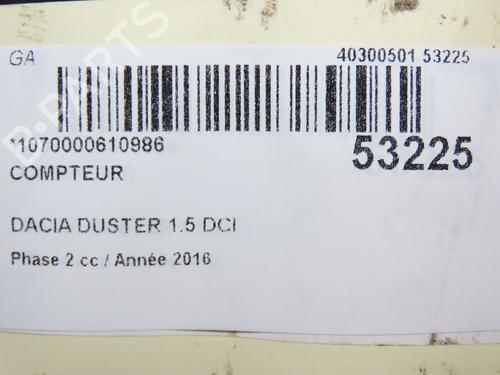 GA 40300501 53225
*1070000610986 53225
COMPTEUR
DACIA DUSTER 1.5 DCI
Phase 2 cc / Année 2016
B-PARTS